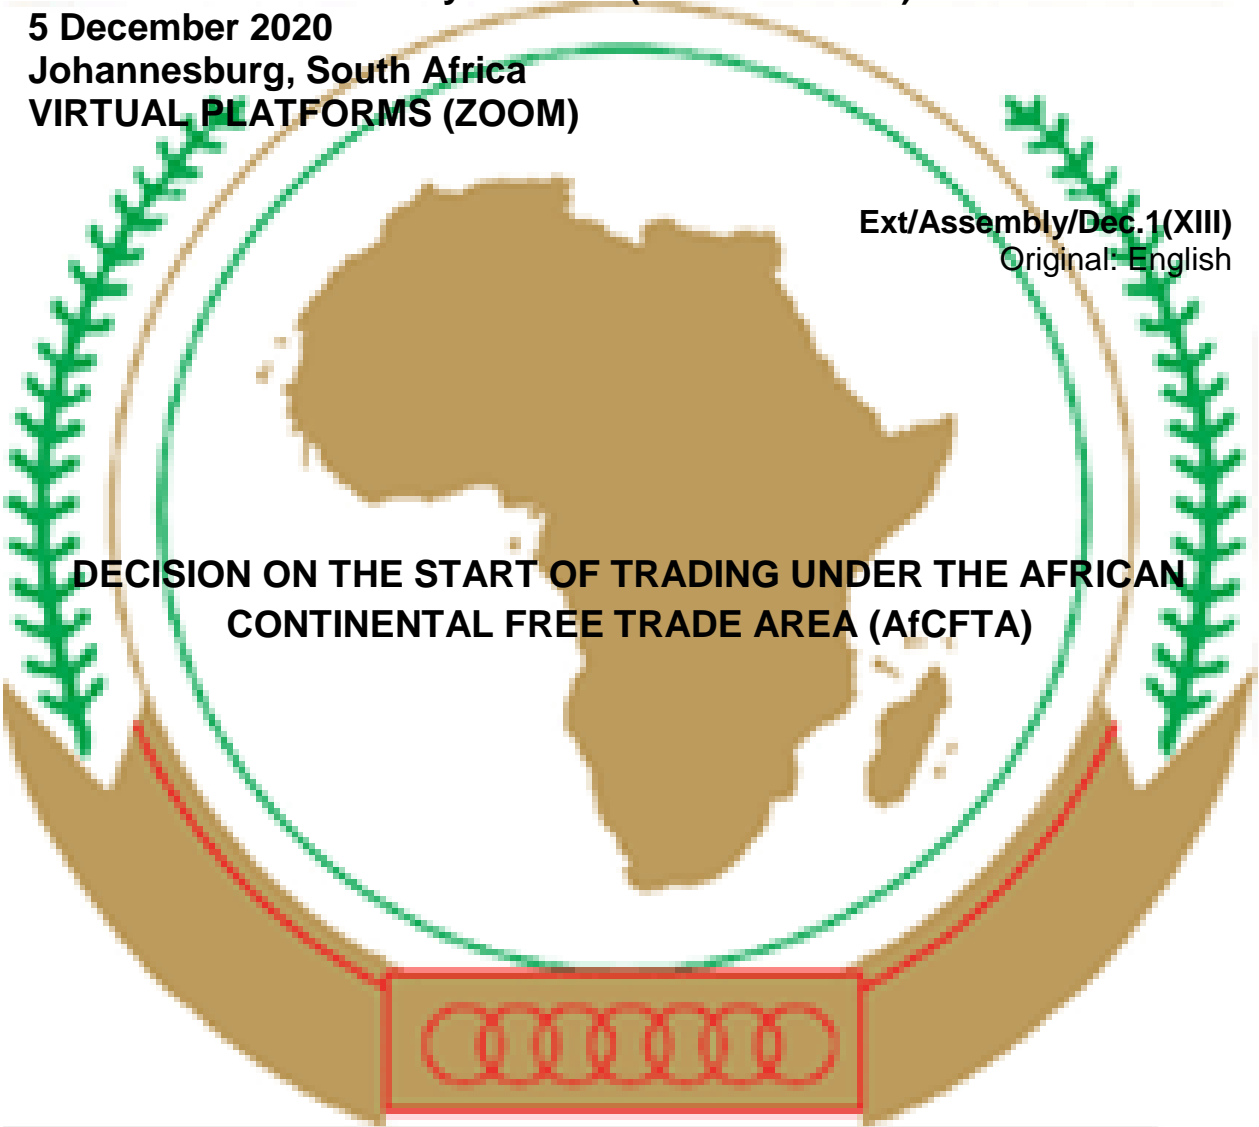 5 December 2020
Johannesburg, South Africa
VIRTUAL PLATFORMS (ZOOM)
Ext/Assembly/Dec.1(XIII)
Original: English
DECISION ON THE START OF TRADING UNDER THE AFRICAN
CONTINENTAL FREE TRADE AREA (AfCFTA)